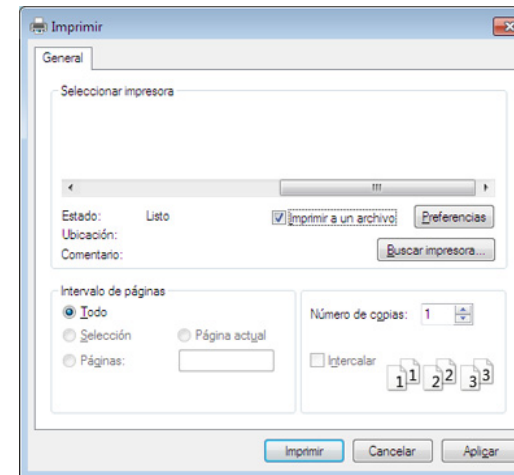 Imprimir
General
Seleccionar impresora
Estado: Listo
Imprimir a un archivo
Preferencias
Ubicación:
Comentario:
Buscar impresora...
Intervalo de páginas
Todo
Selección
Página actual
Páginas:
Número de copias: 1
Intercalar
1 1 2 2 3 3
Imprimir
Cancelar
Aplicar